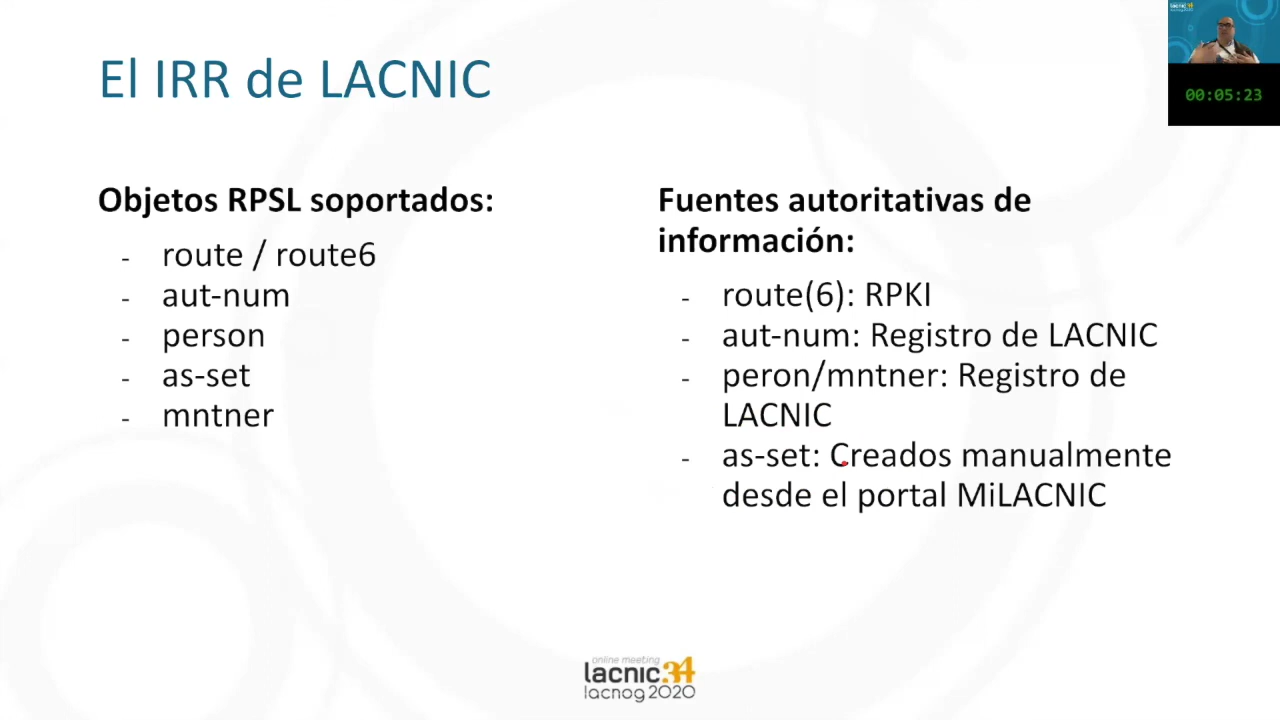 El IRR de LACNIC
Objetos RPSL soportados:
- route / route6
- aut-num
- person
- as-set
- mntner
Fuentes autoritativas de
información:
- route(6): RPKI
- aut-num: Registro de LACNIC
- peron/mntner: Registro de
LACNIC
- as-set: Creados manualmente
desde el portal MiLACNIC
00:05:23
online meeting
lacnic34
lacnog2020